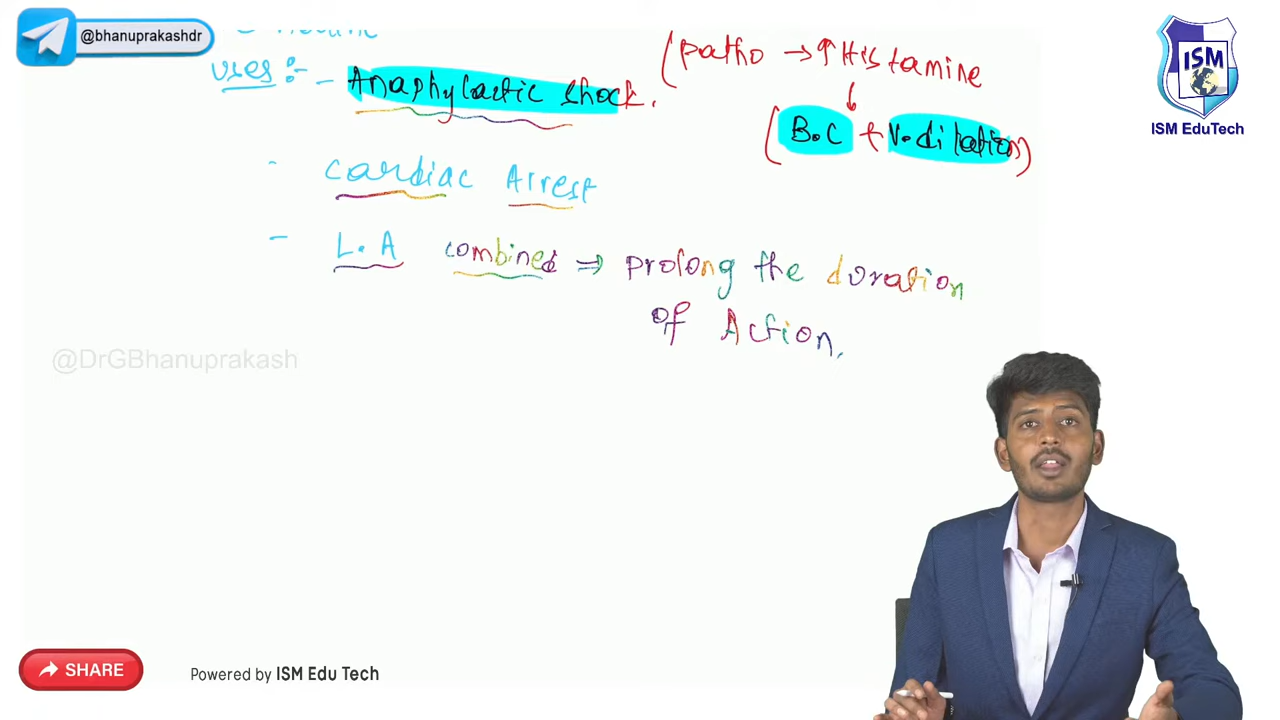 @bhanuprakashdr
uses :- - Anaphylactic shock.
(patho → ↑ Histamine
↓
(B.C + V.dilation)
ISM
ISM EduTech
- cardiac Arrest
- L.A combined ⇒ prolong the duration
of Action.
@DrGBhanuprakash
SHARE
Powered by ISM Edu Tech